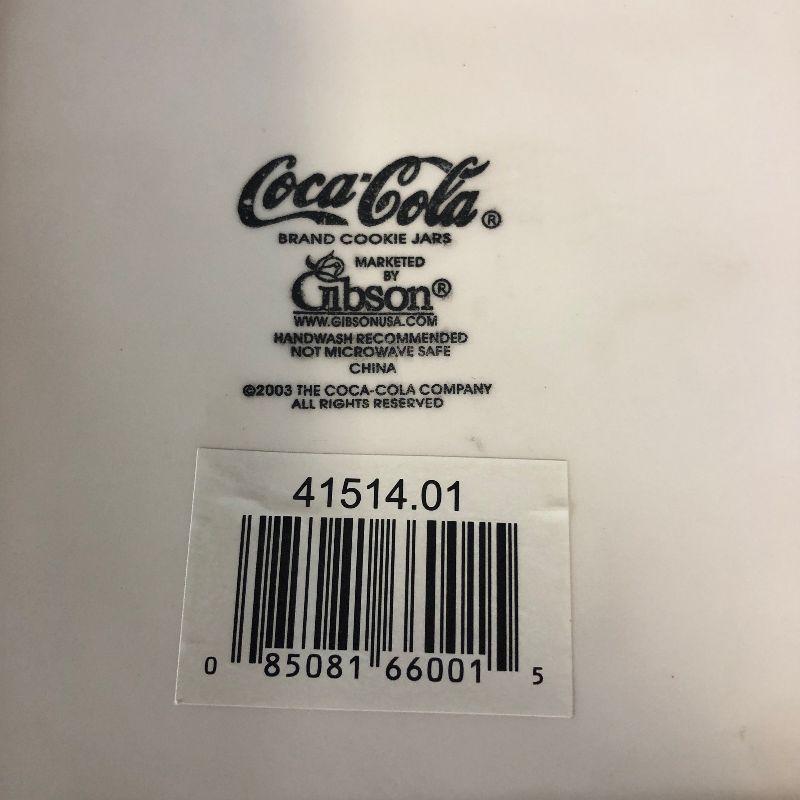 Coca-Cola®
BRAND COOKIE JARS
MARKETED
BY
Gibson®
WWW.GIBSONUSA.COM
HANDWASH RECOMMENDED
NOT MICROWAVE SAFE
CHINA
©2003 THE COCA-COLA COMPANY
ALL RIGHTS RESERVED
41514.01
0 85081 66001 5